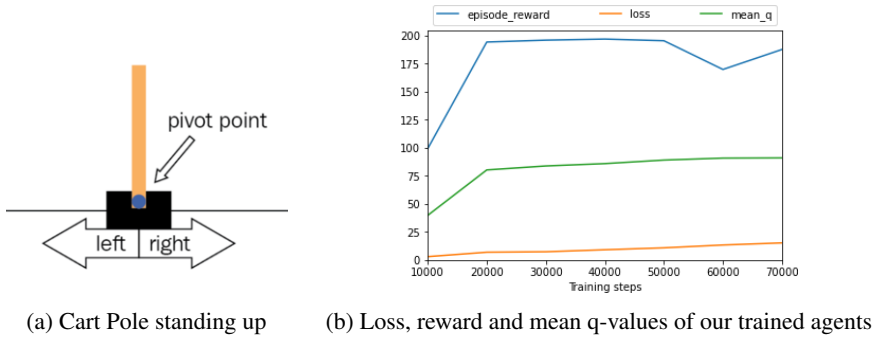 pivot point
left right
episode_reward loss mean_q
200
175
150
125
100
75
50
25
0
10000 20000 30000 40000 50000 60000 70000
Training steps
(a) Cart Pole standing up
(b) Loss, reward and mean q-values of our trained agents